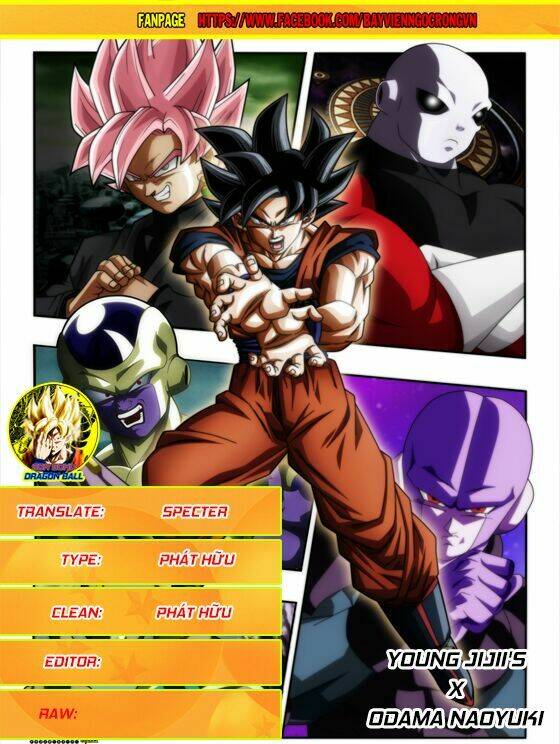 FANPAGE HTTPS://WWW.FACEBOOK.COM/BAYVIENNGOCRONGVN
DRAGON BALL
TRANSLATE: SPECTER
TYPE: PHÁT HỮU
CLEAN: PHÁT HỮU
EDITOR:
RAW:
YOUNG JIJII'S
X
ODAMA NAOYUKI